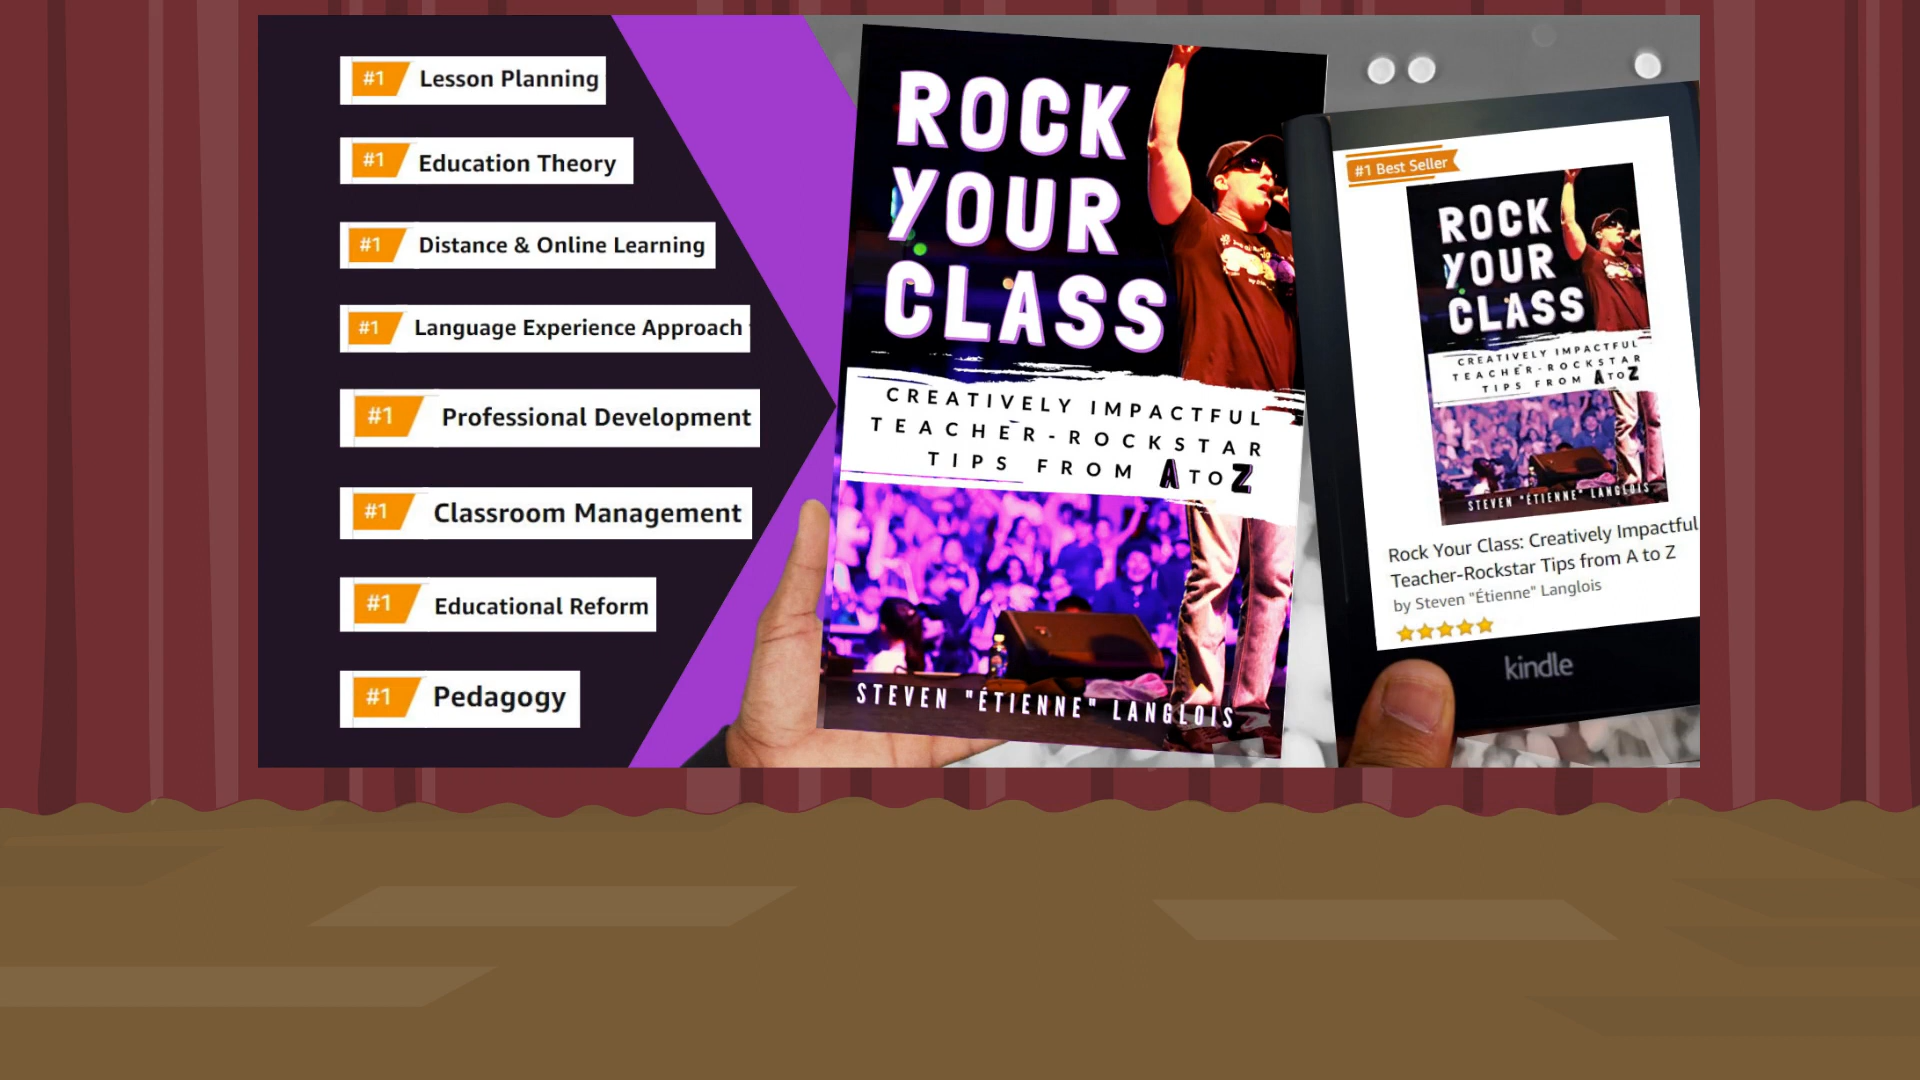 #1 Lesson Planning
#1 Education Theory
#1 Distance & Online Learning
#1 Language Experience Approach
#1 Professional Development
#1 Classroom Management
#1 Educational Reform
#1 Pedagogy
ROCK
YOUR
CLASS
CREATIVELY IMPACTFUL
TEACHER-ROCKSTAR
TIPS FROM A TO Z
STEVEN "ÉTIENNE" LANGLOIS
#1 Best Seller
ROCK
YOUR
CLASS
CREATIVELY IMPACTFUL
TEACHER-ROCKSTAR
TIPS FROM A TO Z
STEVEN "ÉTIENNE" LANGLOIS
Rock Your Class: Creatively Impactful
Teacher-Rockstar Tips from A to Z
by Steven "Étienne" Langlois
kindle